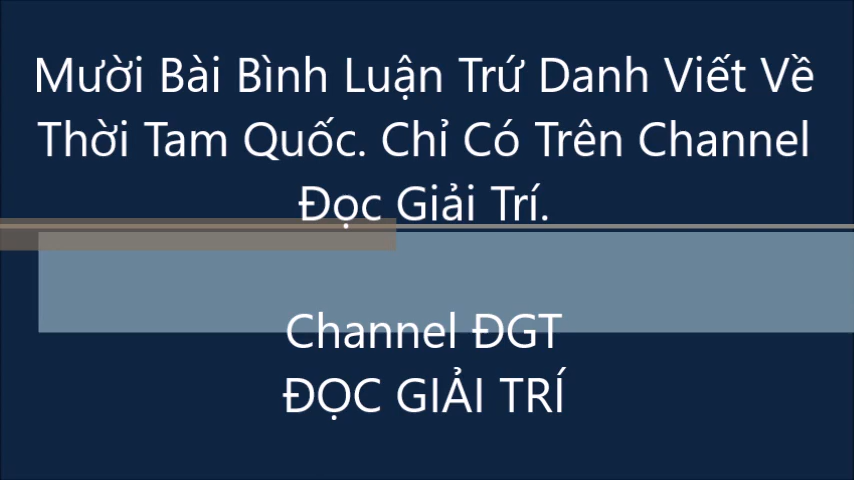 Mười Bài Bình Luận Trứ Danh Viết Về
Thời Tam Quốc. Chỉ Có Trên Channel
Đọc Giải Trí.
Channel ĐGT
ĐỌC GIẢI TRÍ